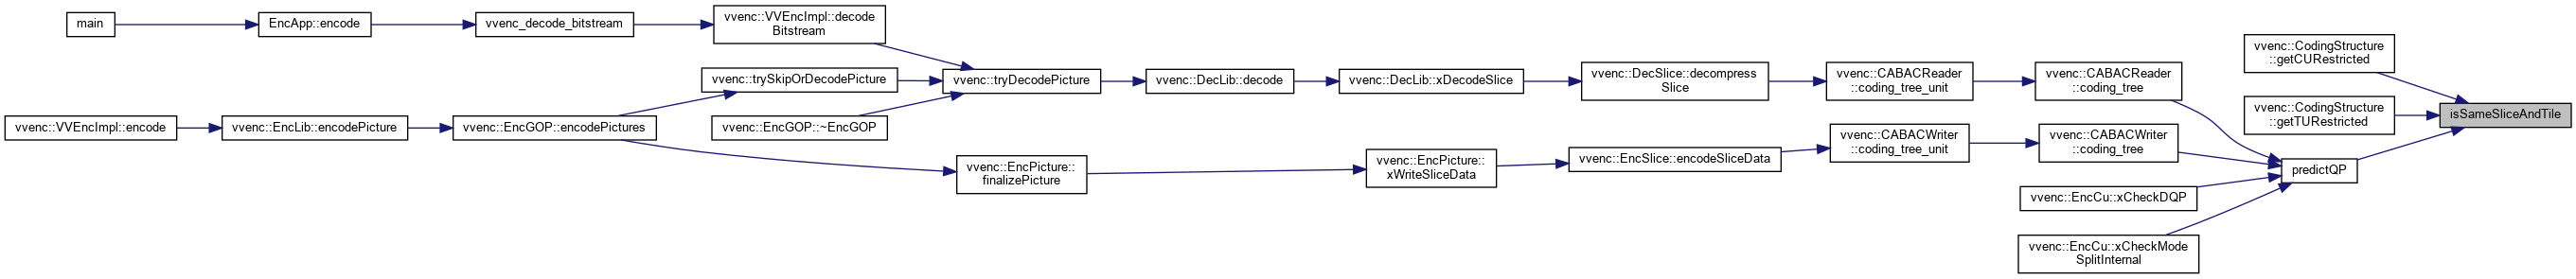 main
EncApp::encode
vvenc_decode_bitstream
vvenc::VVEncImpl::decode
Bitstream
vvenc::trySkipOrDecodePicture
vvenc::tryDecodePicture
vvenc::DecLib::decode
vvenc::DecLib::xDecodeSlice
vvenc::DecSlice::decompress
Slice
vvenc::CABACReader
::coding_tree_unit
vvenc::CABACReader
::coding_tree
vvenc::CodingStructure
::getCURestricted
vvenc::CodingStructure
::getTURestricted
isSameSliceAndTile
vvenc::VVEncImpl::encode
vvenc::EncLib::encodePicture
vvenc::EncGOP::encodePictures
vvenc::EncGOP::~EncGOP
vvenc::EncPicture::
finalizePicture
vvenc::EncPicture::
xWriteSliceData
vvenc::EncSlice::encodeSliceData
vvenc::CABACWriter
::coding_tree_unit
vvenc::CABACWriter
::coding_tree
predictQP
vvenc::EncCu::xCheckDQP
vvenc::EncCu::xCheckMode
SplitInternal